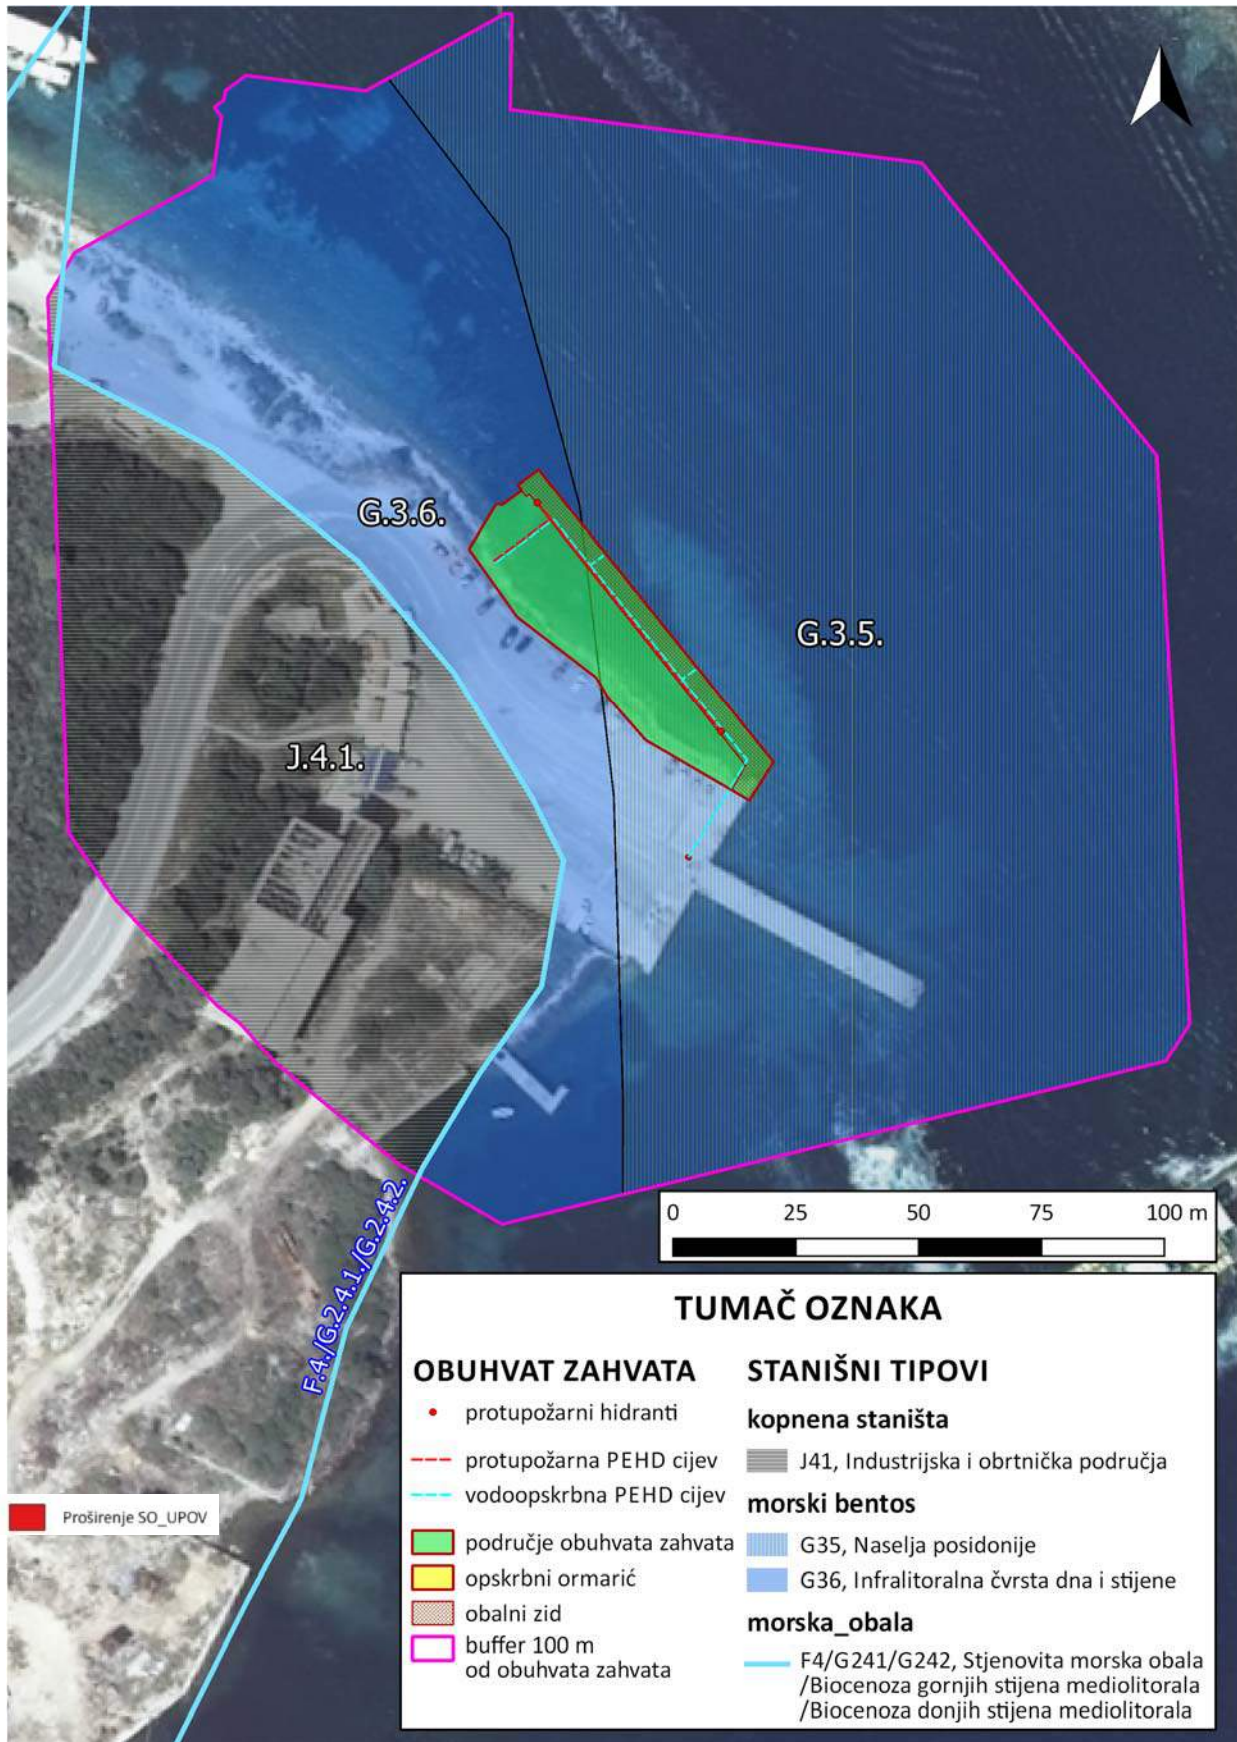 G.3.6.
G.3.5.
J.4.1.
F.4./G.2.4.1./G.2.4.2.
0 25 50 75 100 m
TUMAČ OZNAKA
OBUHVAT ZAHVATA
protupožarni hidranti
protupožarna PEHD cijev
vodoopskrbna PEHD cijev
područje obuhvata zahvata
opskrbni ormarić
obalni zid
buffer 100 m
od obuhvata zahvata
STANIŠNI TIPOVI
kopnena staništa
J41, Industrijska i obrtnička područja
morski bentos
G35, Naselja posidonije
G36, Infralitoralna čvrsta dna i stijene
morska_obala
F4/G241/G242, Stjenovita morska obala
/Biocenoza gornjih stijena mediolitorala
/Biocenoza donjih stijena mediolitorala
Proširenje SO_UPOV